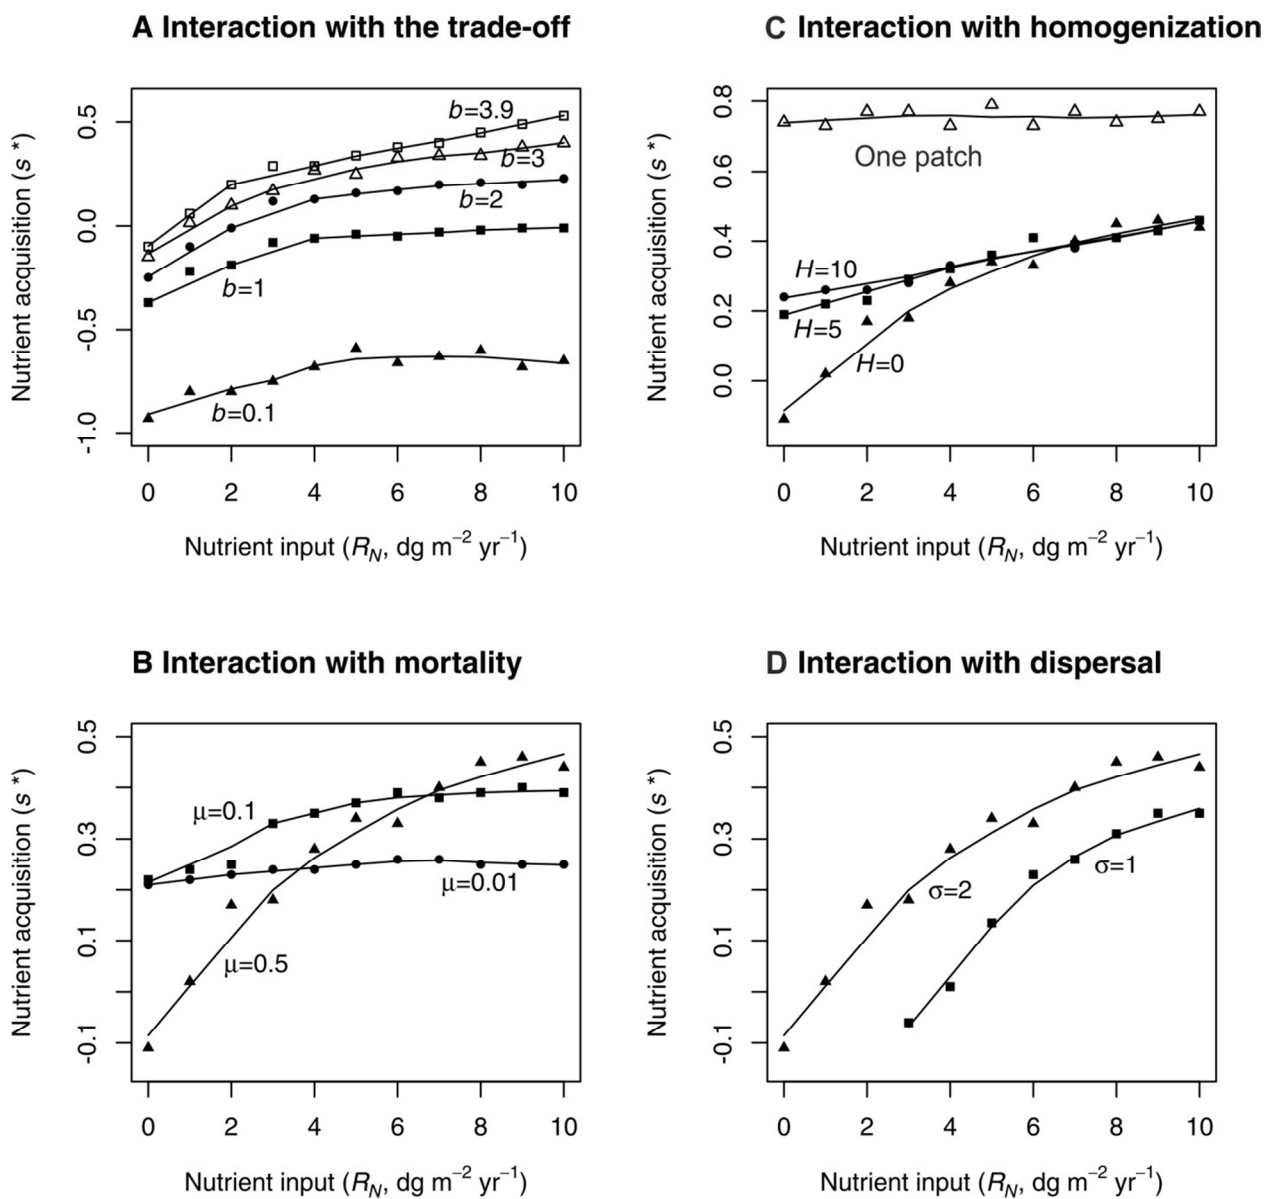 A Interaction with the trade-off
Nutrient acquisition (s*)
0.5
0.0
-0.5
-1.0
b=3.9
b=3
b=2
b=1
b=0.1
0 2 4 6 8 10
Nutrient input (R_N, dg m⁻² yr⁻¹)
C Interaction with homogenization
Nutrient acquisition (s*)
0.8
0.6
0.4
0.2
0.0
One patch
H=10
H=5
H=0
0 2 4 6 8 10
Nutrient input (R_N, dg m⁻² yr⁻¹)
B Interaction with mortality
Nutrient acquisition (s*)
0.5
0.3
0.1
-0.1
μ=0.1
μ=0.01
μ=0.5
0 2 4 6 8 10
Nutrient input (R_N, dg m⁻² yr⁻¹)
D Interaction with dispersal
Nutrient acquisition (s*)
0.5
0.3
0.1
-0.1
σ=1
σ=2
0 2 4 6 8 10
Nutrient input (R_N, dg m⁻² yr⁻¹)